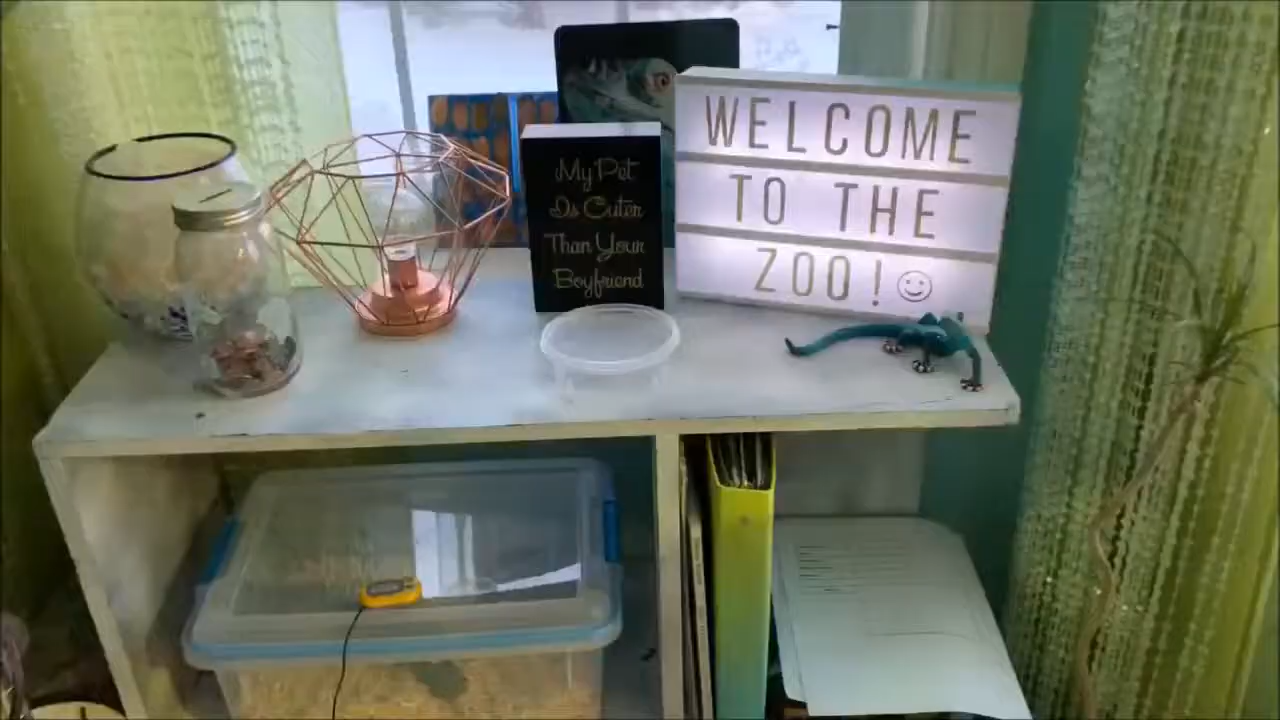 My Pet
Is Cuter
Than Your
Boyfriend
WELCOME
TO THE
ZOO!